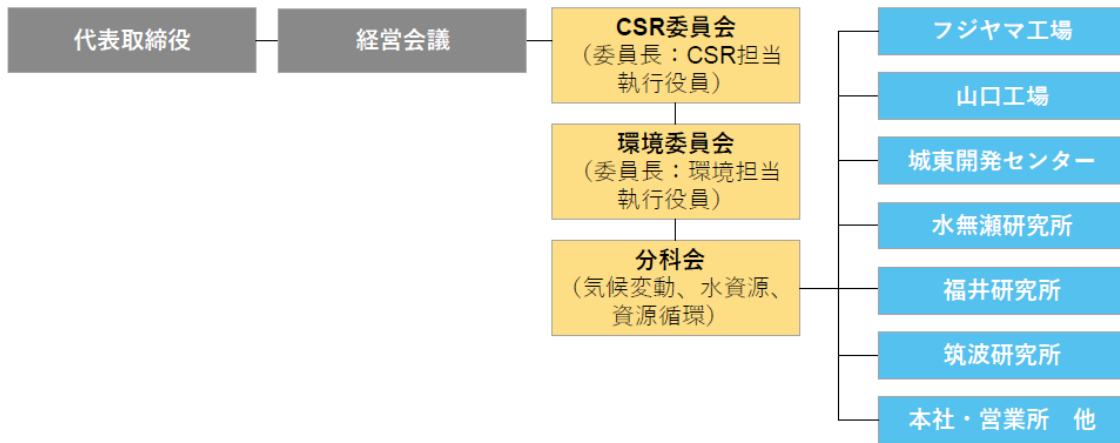 代表取締役
経営会議
CSR委員会
（委員長：CSR担当
執行役員）
環境委員会
（委員長：環境担当
執行役員）
分科会
（気候変動、水資源、
資源循環）
フジヤマ工場
山口工場
城東開発センター
水無瀬研究所
福井研究所
筑波研究所
本社・営業所　他